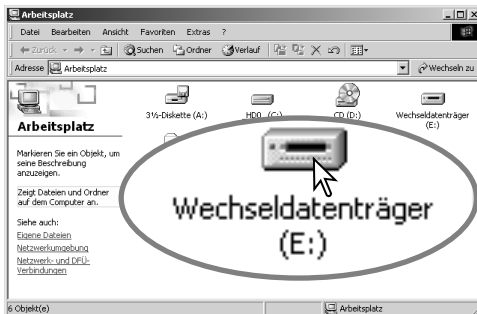 Arbeitsplatz
Datei Bearbeiten Ansicht Favoriten Extras ?
Zurück Suchen Ordner Verlauf
Adresse Arbeitsplatz Wechseln zu
Arbeitsplatz
Markieren Sie ein Objekt, um
seine Beschreibung
anzuzeigen.
Zeigt Dateien und Ordner
auf dem Computer an.
Siehe auch:
Eigene Dateien
Netzwerkumgebung
Netzwerk- und DFÜ-
Verbindungen
3½-Diskette (A:) HD0 (C:) CD (D:) Wechseldatenträger
(E:)
Wechseldatenträger
(E:)
6 Objekt(e) Arbeitsplatz